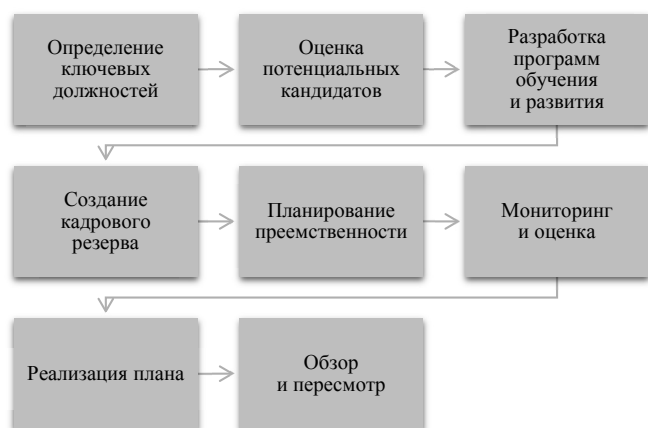 Определение
ключевых
должностей
Оценка
потенциальных
кандидатов
Разработка
программ
обучения
и развития
Создание
кадрового
резерва
Планирование
преемственности
Мониторинг
и оценка
Реализация плана
Обзор
и пересмотр